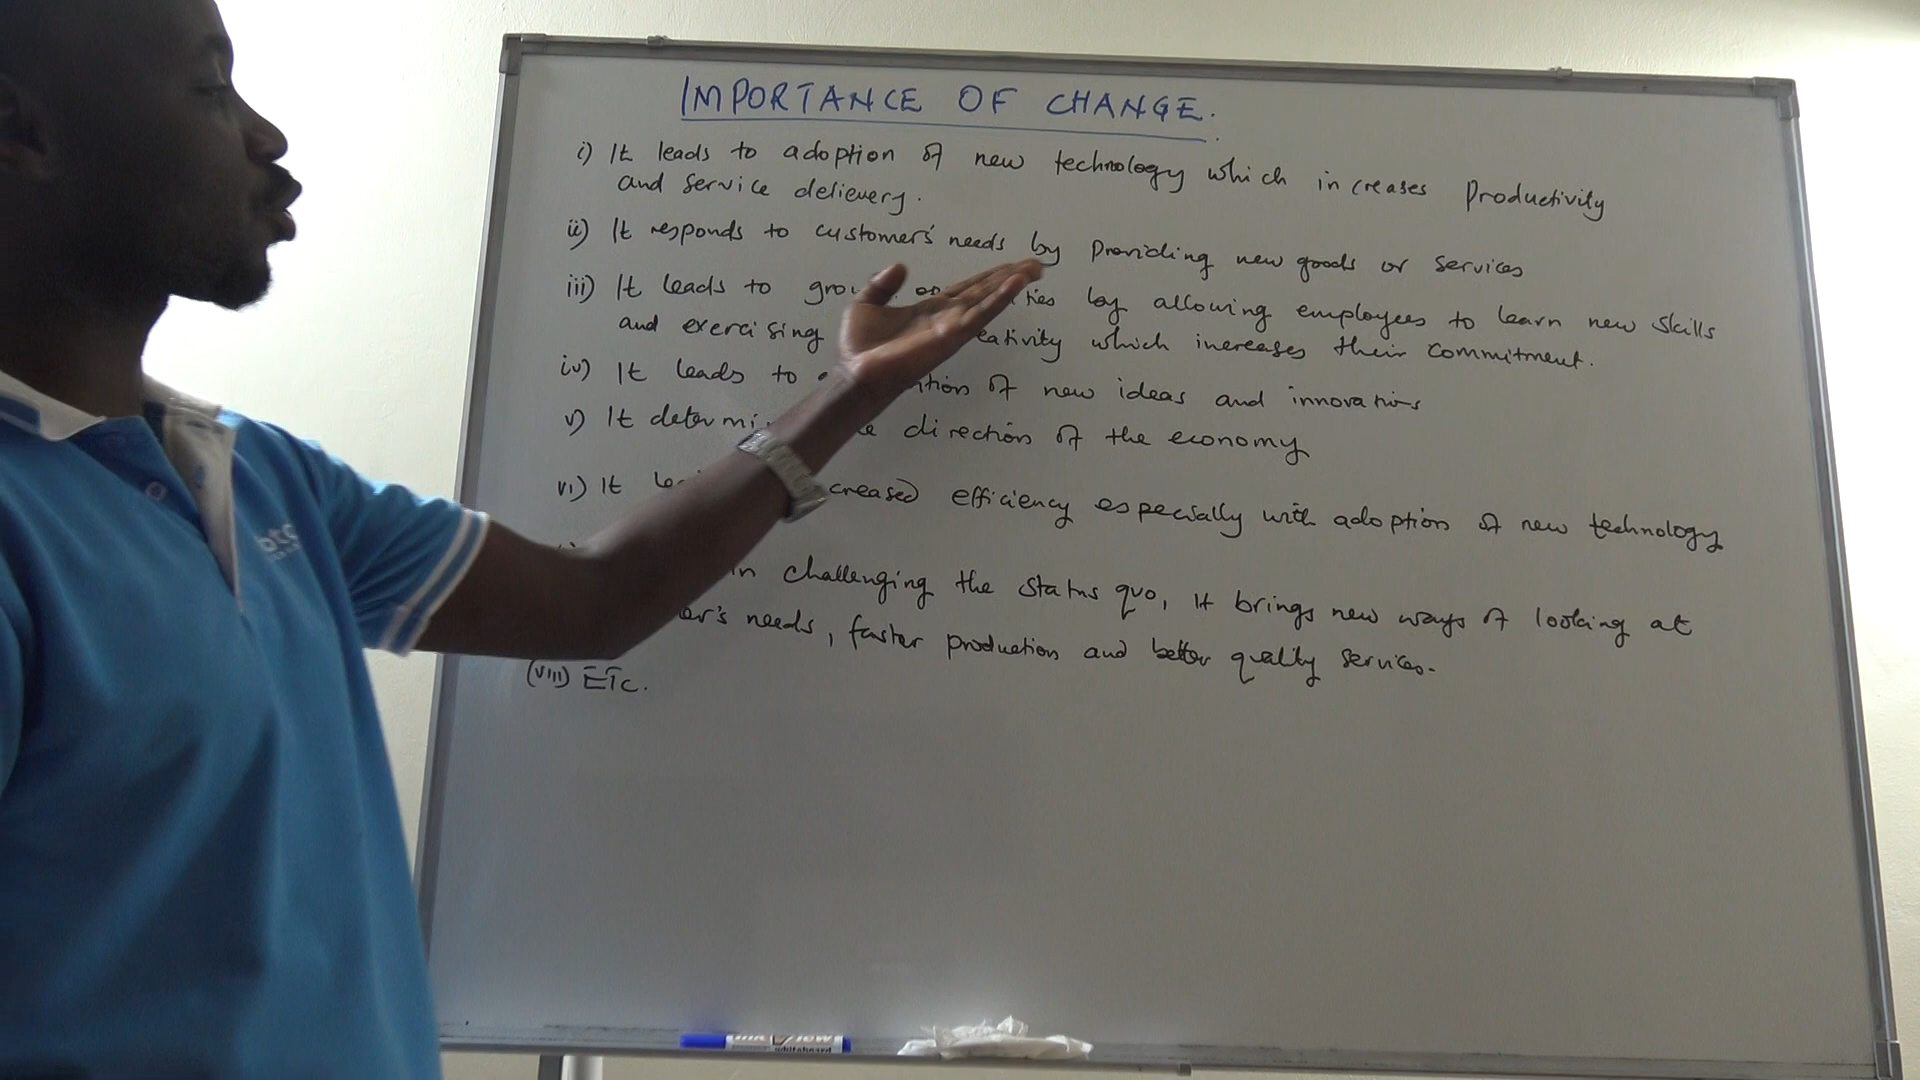 IMPORTANCE OF CHANGE.
i) It leads to adoption of new technology which increases Productivity
and service delievery.
ii) It responds to customers' needs by Providing new goods or services
iii) It leads to by allowing employees to learn new skills
and exercising which increases their commitment.
iv) It leads to of new ideas and innovations
v) It direction of the economy
vi) It efficiency especially with adoption of new technology
in challenging the status quo, it brings new ways of looking at
needs, faster production and better quality services.
(viii) ETC.
btc
whiteboard